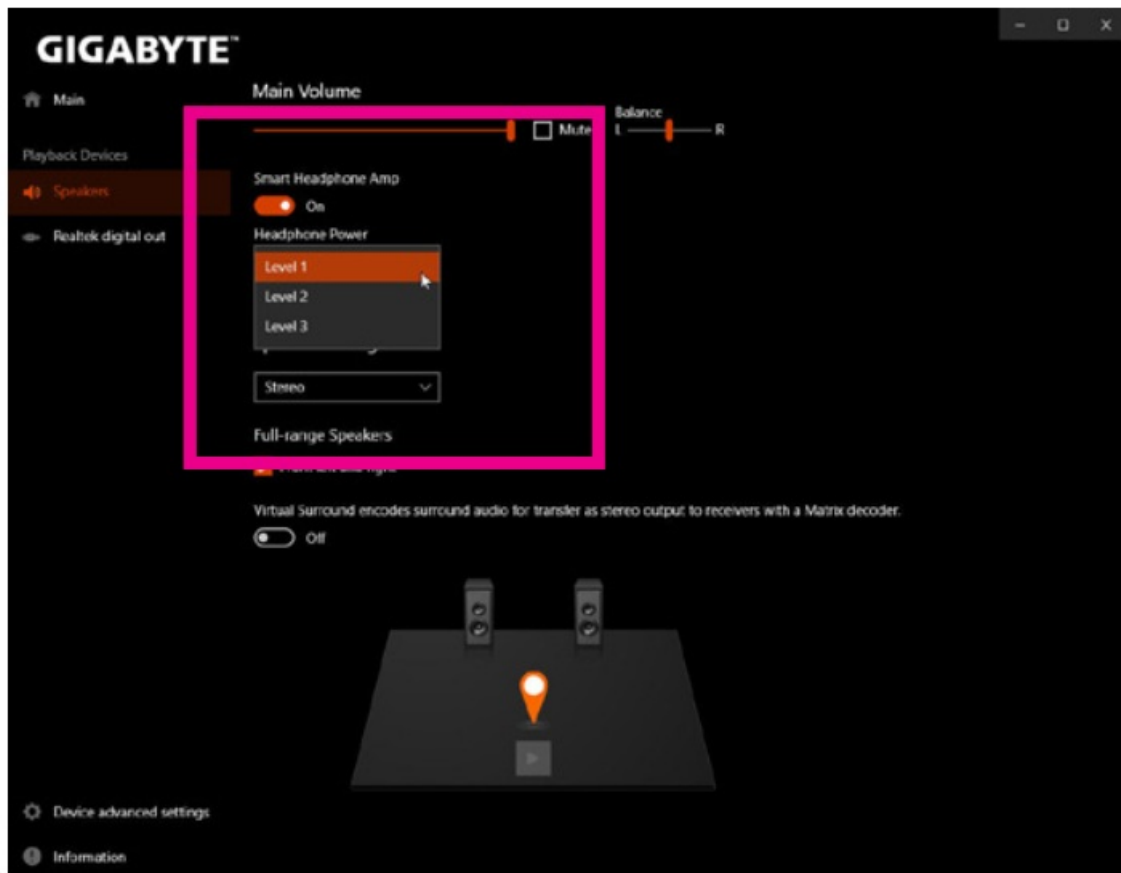 GIGABYTE™
Main
Playback Devices
Speakers
Realtek digital out
Main Volume
Mute
Balance
L
R
Smart Headphone Amp
On
Headphone Power
Level 1
Level 2
Level 3
Stereo
Full-range Speakers
Virtual Surround encodes surround audio for transfer as stereo output to receivers with a Matrix decoder.
Off
Device advanced settings
Information